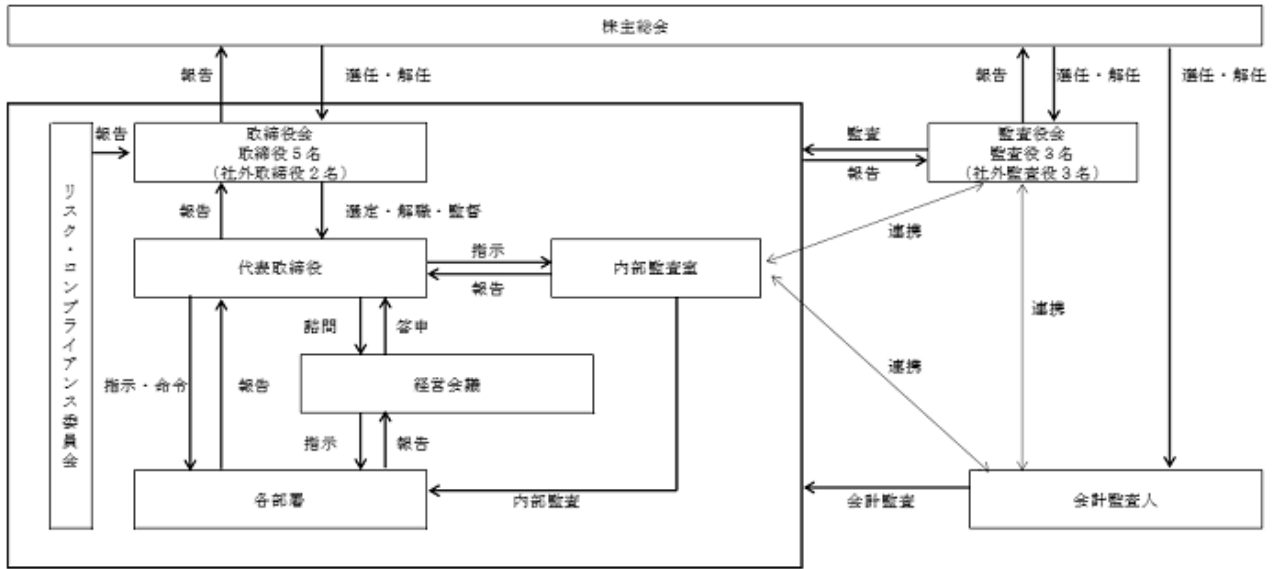 株主総会
報告
選任・解任
報告
選任・解任
選任・解任
報告
取締役会
取締役5名
(社外取締役2名)
監査
報告
監査役会
監査役3名
(社外監査役3名)
リスク・コンプライアンス委員会
報告
選定・解職・監督
連携
代表取締役
指示
報告
内部監査室
諮問
答申
連携
指示・命令
報告
経営会議
連携
指示
報告
各部署
内部監査
会計監査
会計監査人